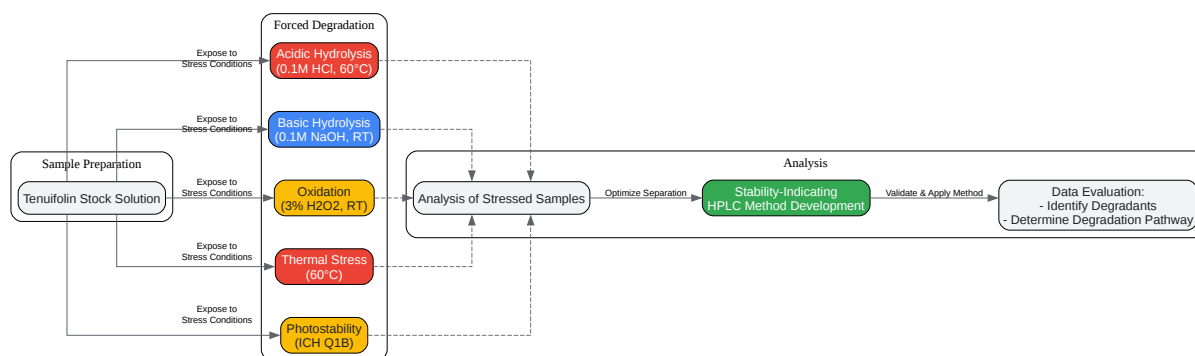 Forced Degradation
Expose to
Stress Conditions
Acidic Hydrolysis
(0.1M HCl, 60°C)
Expose to
Stress Conditions
Basic Hydrolysis
(0.1M NaOH, RT)
Sample Preparation
Tenuifolin Stock Solution
Expose to
Stress Conditions
Oxidation
(3% H2O2, RT)
Expose to
Stress Conditions
Thermal Stress
(60°C)
Expose to
Stress Conditions
Photostability
(ICH Q1B)
Analysis
Analysis of Stressed Samples
Optimize Separation
Stability-Indicating
HPLC Method Development
Validate & Apply Method
Data Evaluation:
- Identify Degradants
- Determine Degradation Pathway